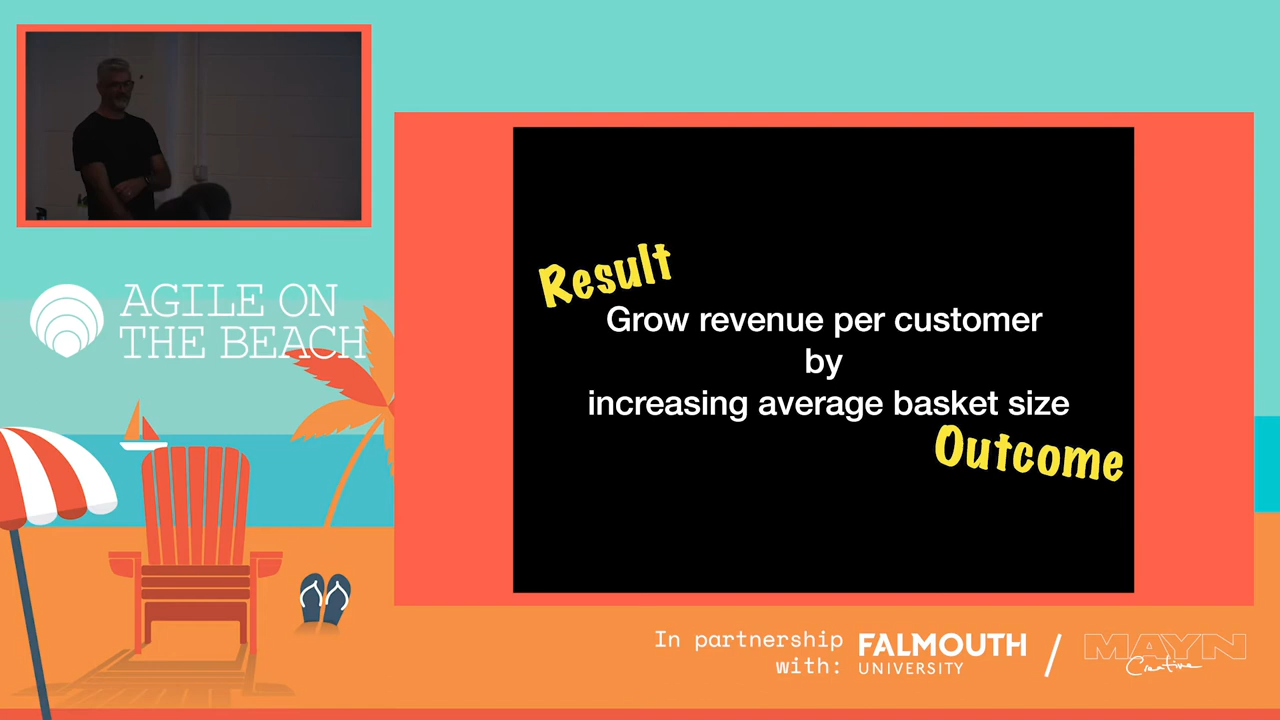 AGILE ON
THE BEACH
Result
Grow revenue per customer
by
increasing average basket size
Outcome
In partnership
with:
FALMOUTH
UNIVERSITY
/
MAYN
Creative